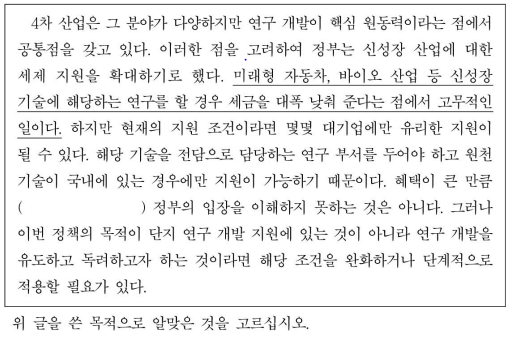 4차 산업은 그 분야가 다양하지만 연구 개발이 핵심 원동력이라는 점에서
공통점을 갖고 있다. 이러한 점을 고려하여 정부는 신성장 산업에 대한
세제 지원을 확대하기로 했다. 미래형 자동차, 바이오 산업 등 신성장
기술에 해당하는 연구를 할 경우 세금을 대폭 낮춰 준다는 점에서 고무적인
일이다. 하지만 현재의 지원 조건이라면 몇몇 대기업에만 유리한 지원이
될 수 있다. 해당 기술을 전담으로 담당하는 연구 부서를 두어야 하고 원천
기술이 국내에 있는 경우에만 지원이 가능하기 때문이다. 혜택이 큰 만큼
(                    ) 정부의 입장을 이해하지 못하는 것은 아니다. 그러나
이번 정책의 목적이 단지 연구 개발 지원에 있는 것이 아니라 연구 개발을
유도하고 독려하고자 하는 것이라면 해당 조건을 완화하거나 단계적으로
적용할 필요가 있다.
위 글을 쓴 목적으로 알맞은 것을 고르십시오.